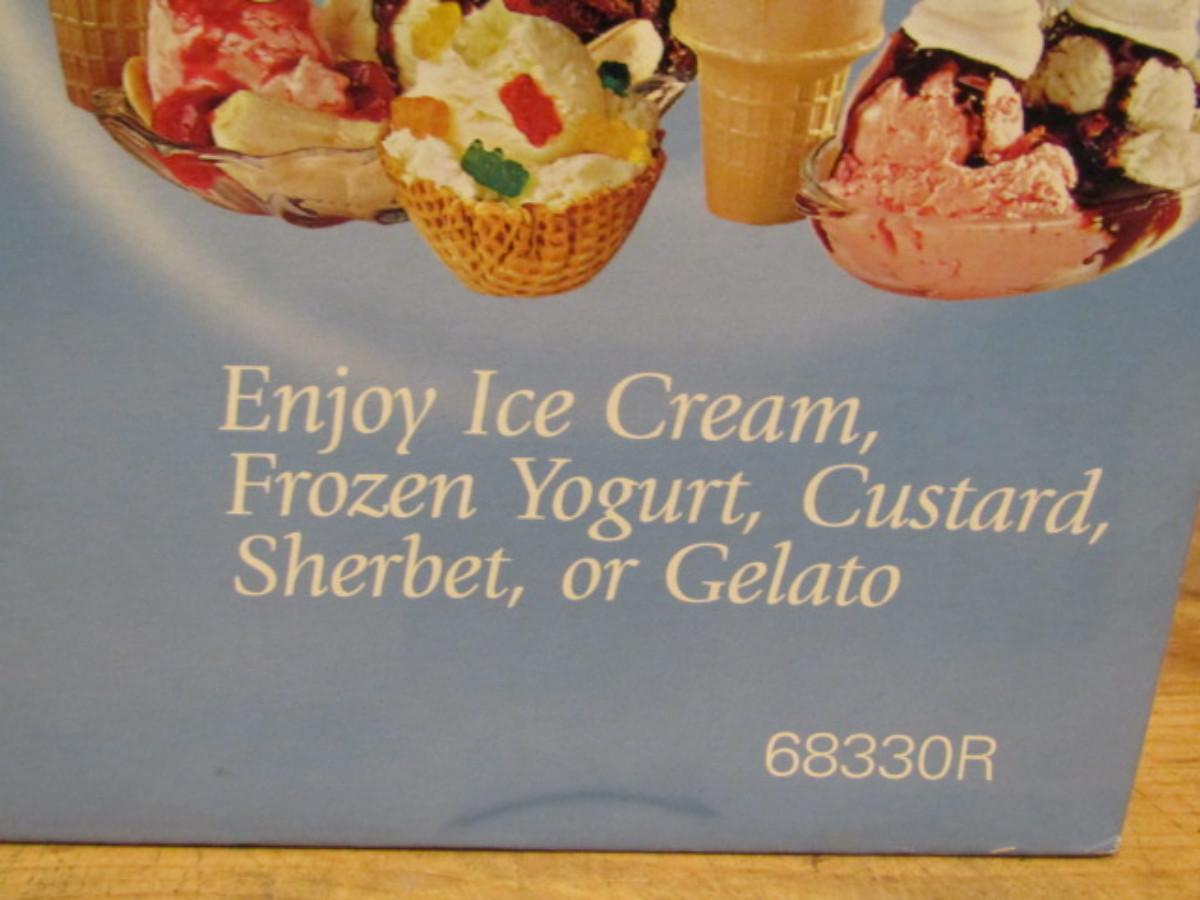 Enjoy Ice Cream,
Frozen Yogurt, Custard,
Sherbet, or Gelato
68330R